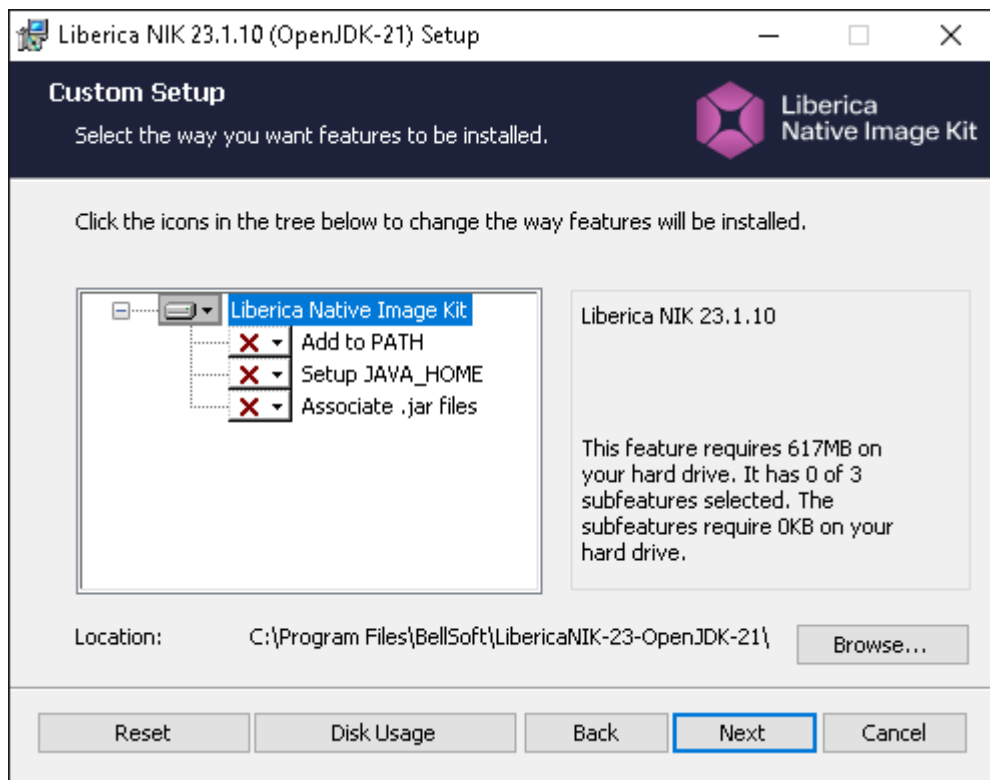 Liberica NIK 23.1.10 (OpenJDK-21) Setup
Custom Setup
Select the way you want features to be installed.
Liberica
Native Image Kit
Click the icons in the tree below to change the way features will be installed.
Liberica Native Image Kit
Add to PATH
Setup JAVA_HOME
Associate .jar files
Liberica NIK 23.1.10
This feature requires 617MB on
your hard drive. It has 0 of 3
subfeatures selected. The
subfeatures require 0KB on your
hard drive.
Location: C:\Program Files\BellSoft\LibericaNIK-23-OpenJDK-21\ Browse...
Reset Disk Usage Back Next Cancel